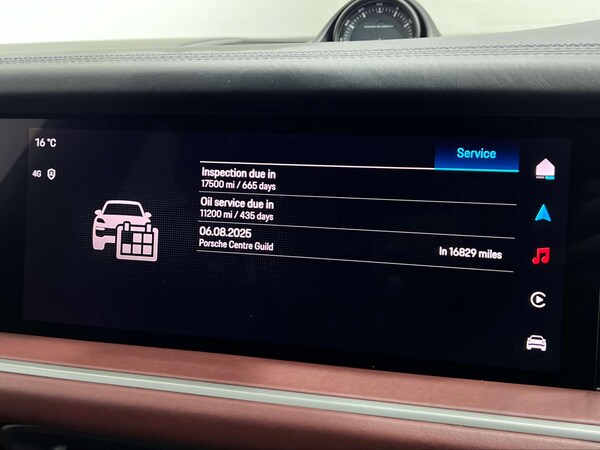 16 °C
Service
4G
Inspection due in
17500 mi / 665 days
Oil service due in
11200 mi / 435 days
06.08.2025
Porsche Centre Guild
In 16829 miles